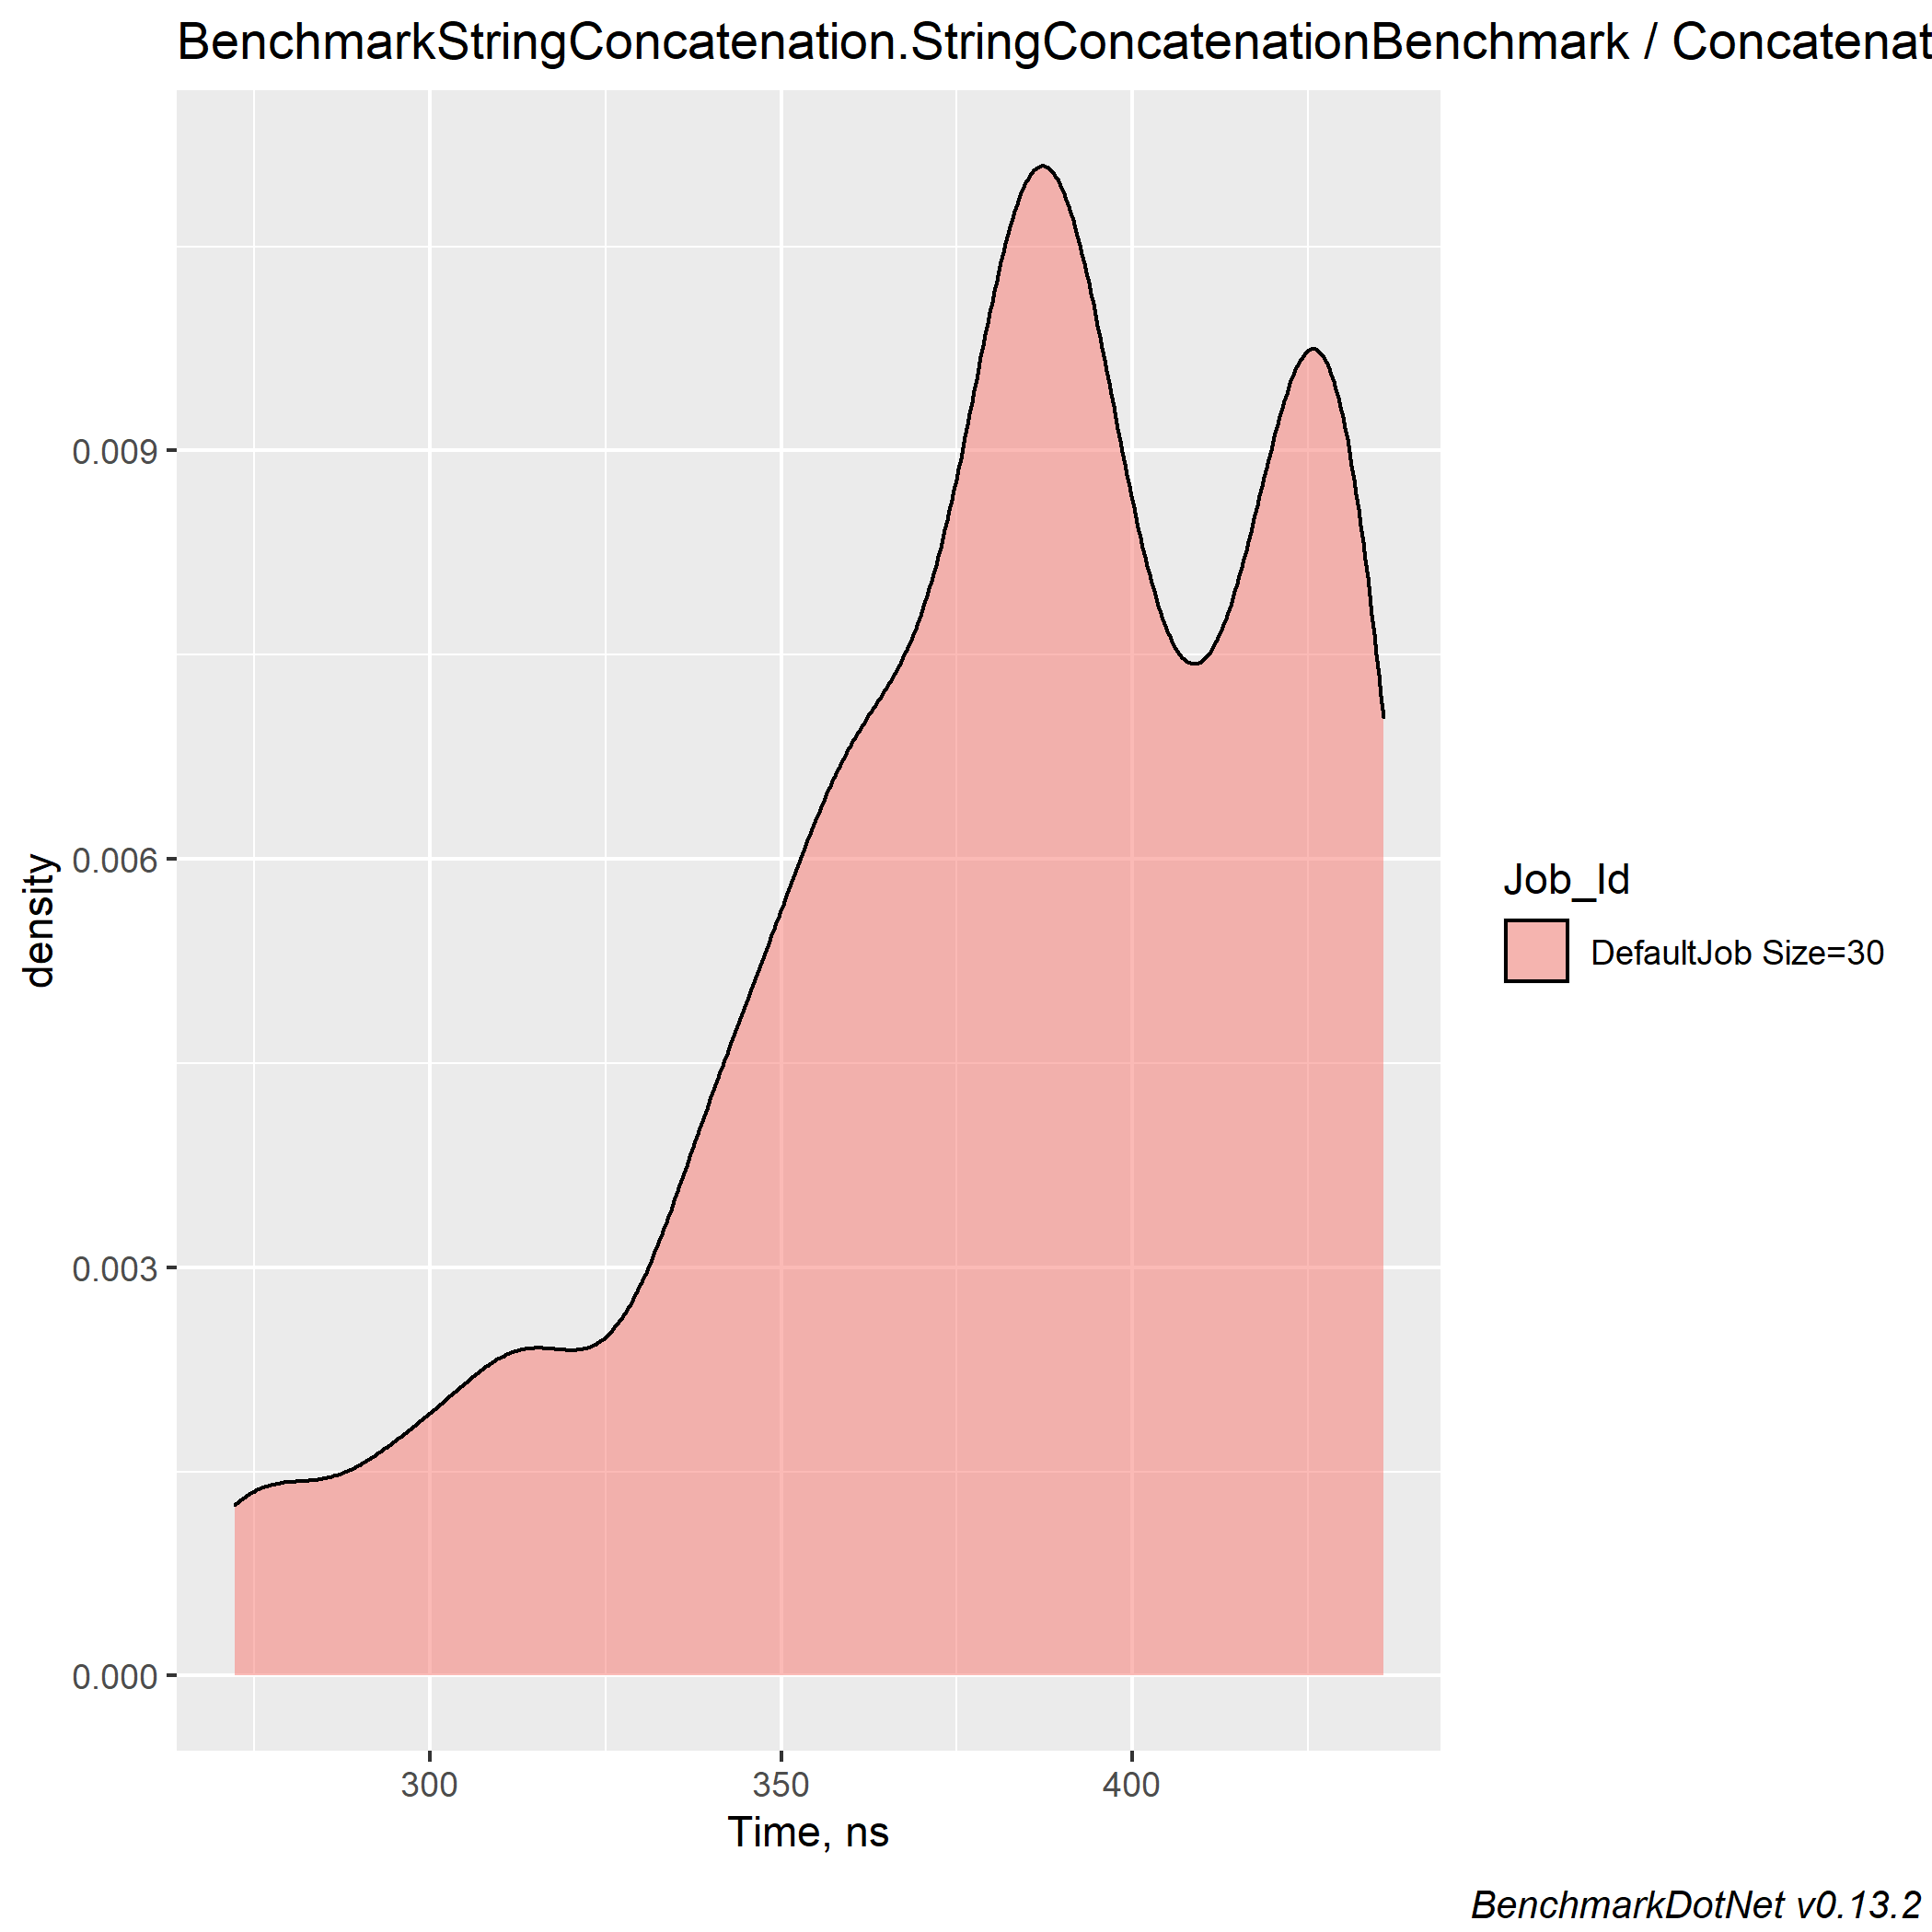 BenchmarkStringConcatenation.StringConcatenationBenchmark / Concatenat
density
0.009
0.006
0.003
0.000
300 350 400
Time, ns
Job_Id
DefaultJob Size=30
BenchmarkDotNet v0.13.2